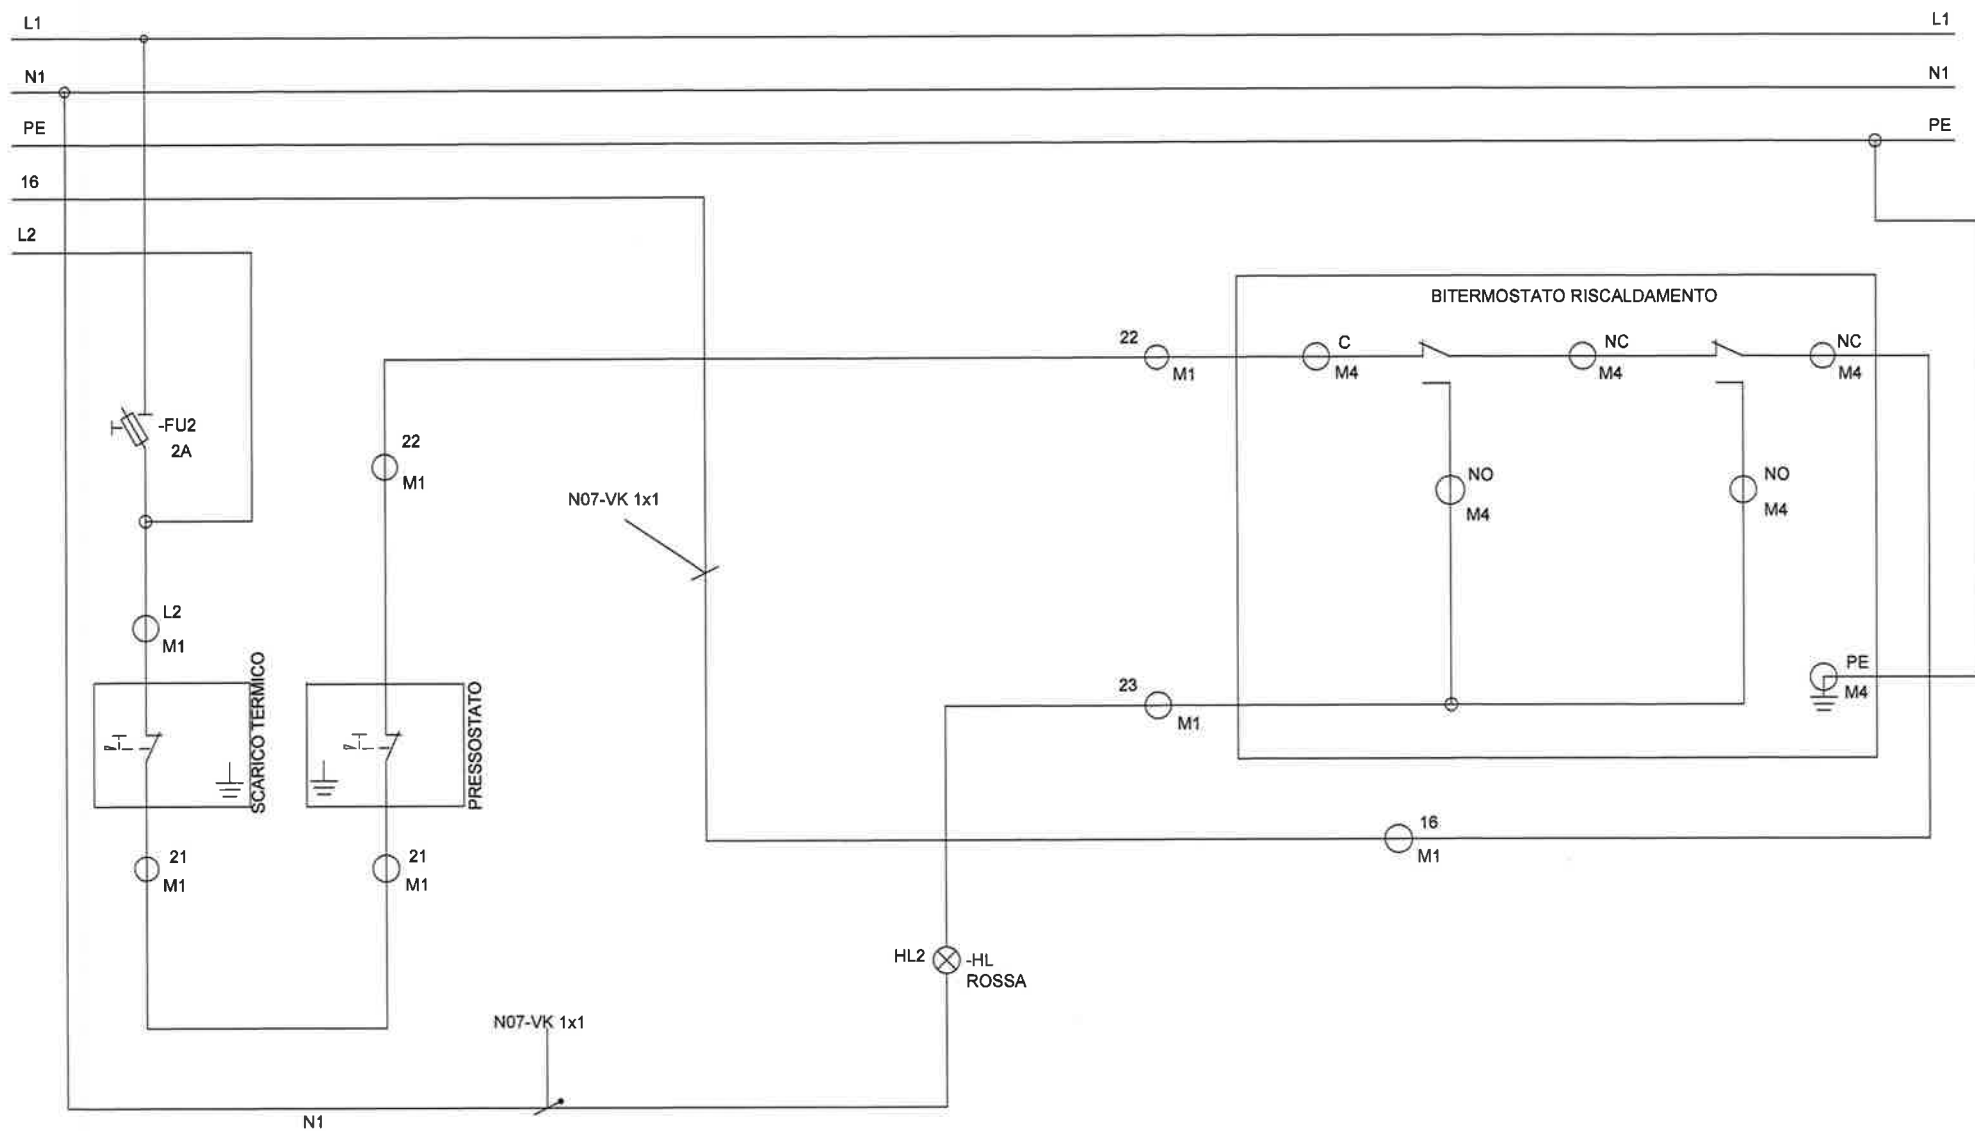 L1
L1
N1
N1
PE
PE
16
L2
BITERMOSTATO RISCALDAMENTO
22
M1
C
M4
NC
M4
NC
M4
-FU2
2A
22
M1
N07-VK 1x1
NO
M4
NO
M4
L2
M1
SCARICO TERMICO
PRESSOSTATO
PE
M4
23
M1
16
M1
21
M1
21
M1
HL2
-HL
ROSSA
N07-VK 1x1
N1